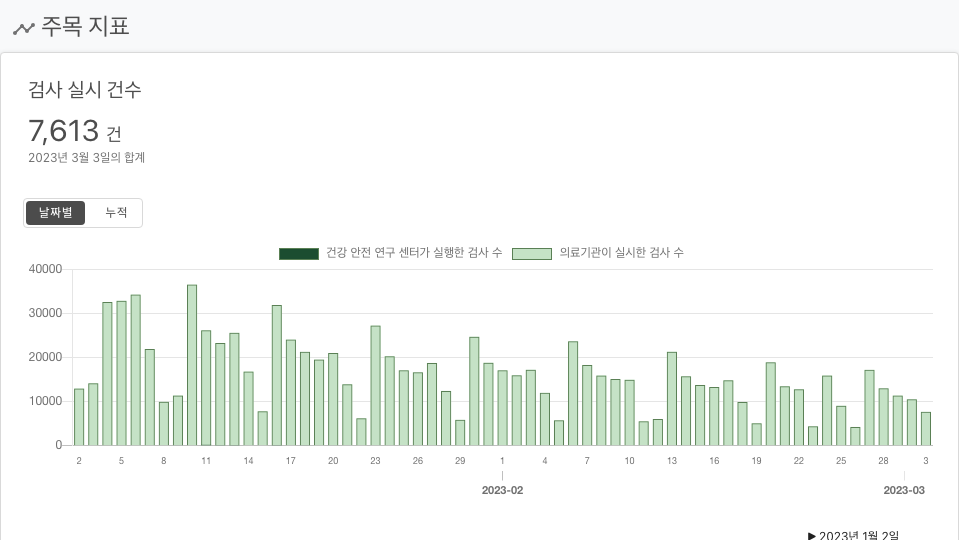 주목 지표
검사 실시 건수
7,613 건
2023년 3월 3일의 합계
날짜별 누적
건강 안전 연구 센터가 실행한 검사 수 의료기관이 실시한 검사 수
40000
30000
20000
10000
0
2 5 8 11 14 17 20 23 26 29 1 4 7 10 13 16 19 22 25 28 3
2023-02 2023-03
▶ 2023년 1월 2일